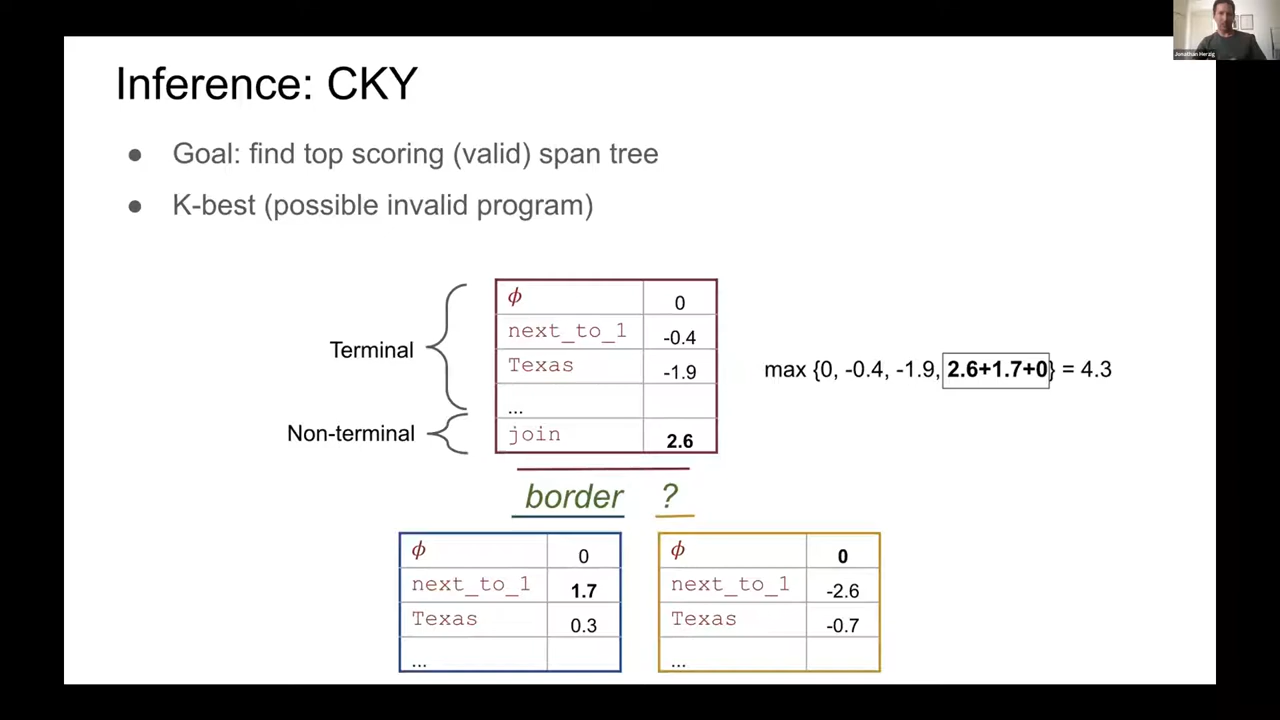 Jonathan Herzig
Inference: CKY
● Goal: find top scoring (valid) span tree
● K-best (possible invalid program)
Terminal
Non-terminal
ϕ 0
next_to_1 -0.4
Texas -1.9
...
join 2.6
max {0, -0.4, -1.9, 2.6+1.7+0} = 4.3
border ?
ϕ 0
next_to_1 1.7
Texas 0.3
...
ϕ 0
next_to_1 -2.6
Texas -0.7
...